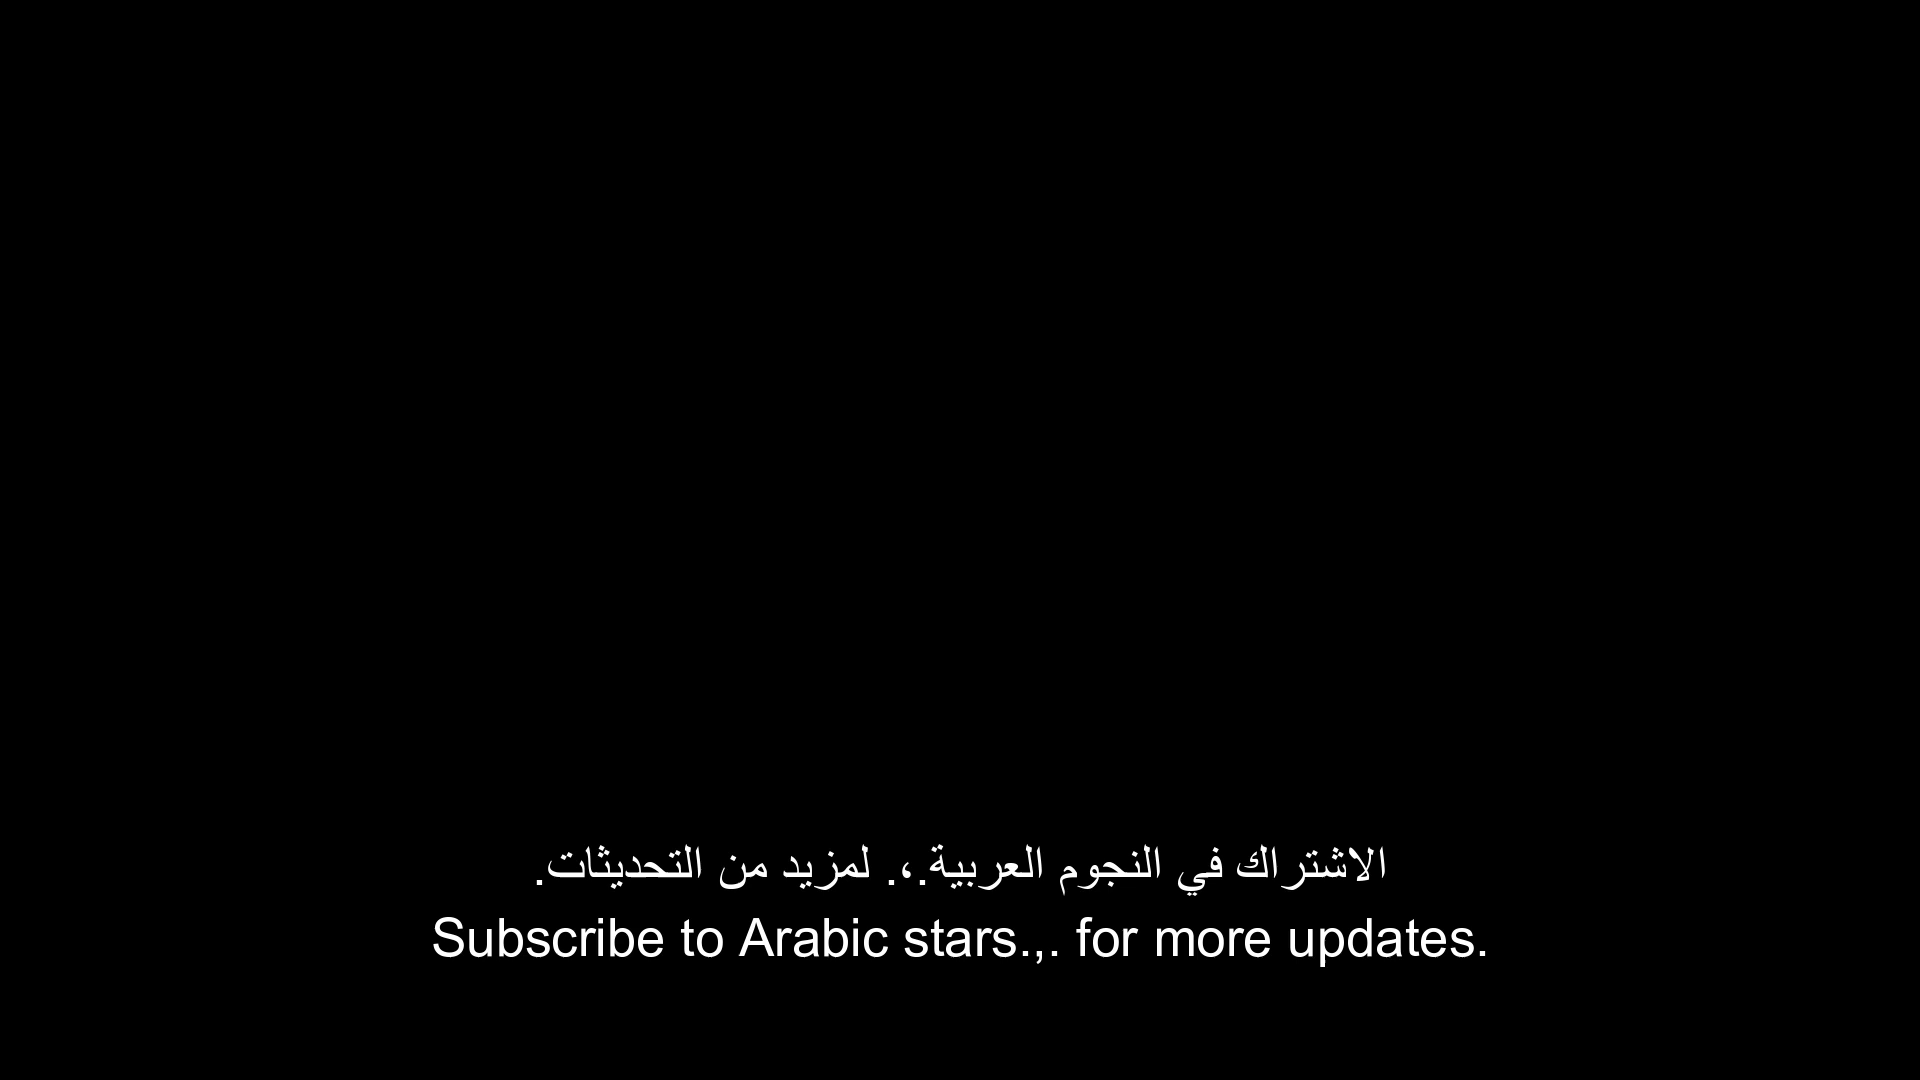 الاشتراك في النجوم العربية.،. لمزيد من التحديثات.
Subscribe to Arabic stars.,. for more updates.